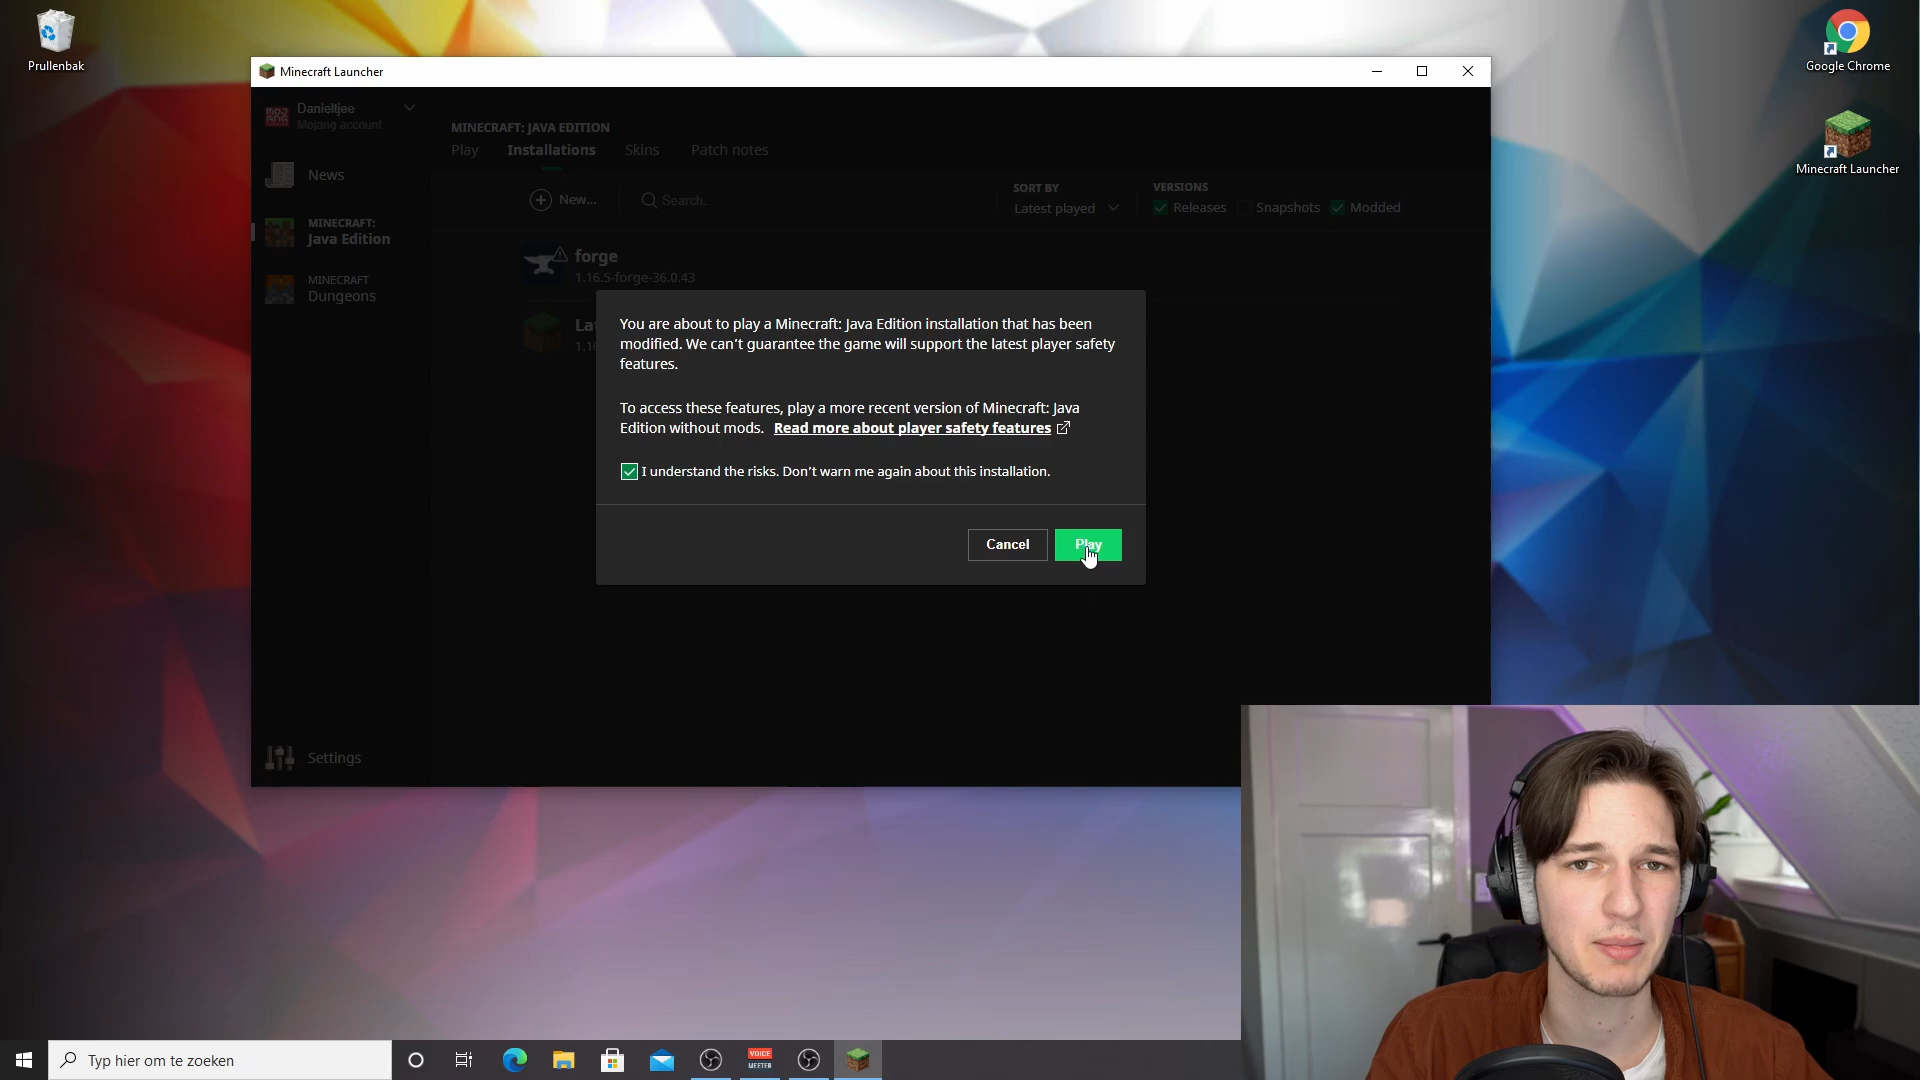 Prullenbak
Google Chrome
Minecraft Launcher
Minecraft Launcher
Danieltjee
Mojang account
News
MINECRAFT:
Java Edition
MINECRAFT
Dungeons
Settings
MINECRAFT: JAVA EDITION
Play Installations Skins Patch notes
New...
Search...
SORT BY
Latest played
VERSIONS
Releases Snapshots Modded
forge
1.16.5-forge-36.0.43
You are about to play a Minecraft: Java Edition installation that has been
modified. We can't guarantee the game will support the latest player safety
features.
To access these features, play a more recent version of Minecraft: Java
Edition without mods. Read more about player safety features
I understand the risks. Don't warn me again about this installation.
Cancel
Play
Typ hier om te zoeken
VOICE
MEETER